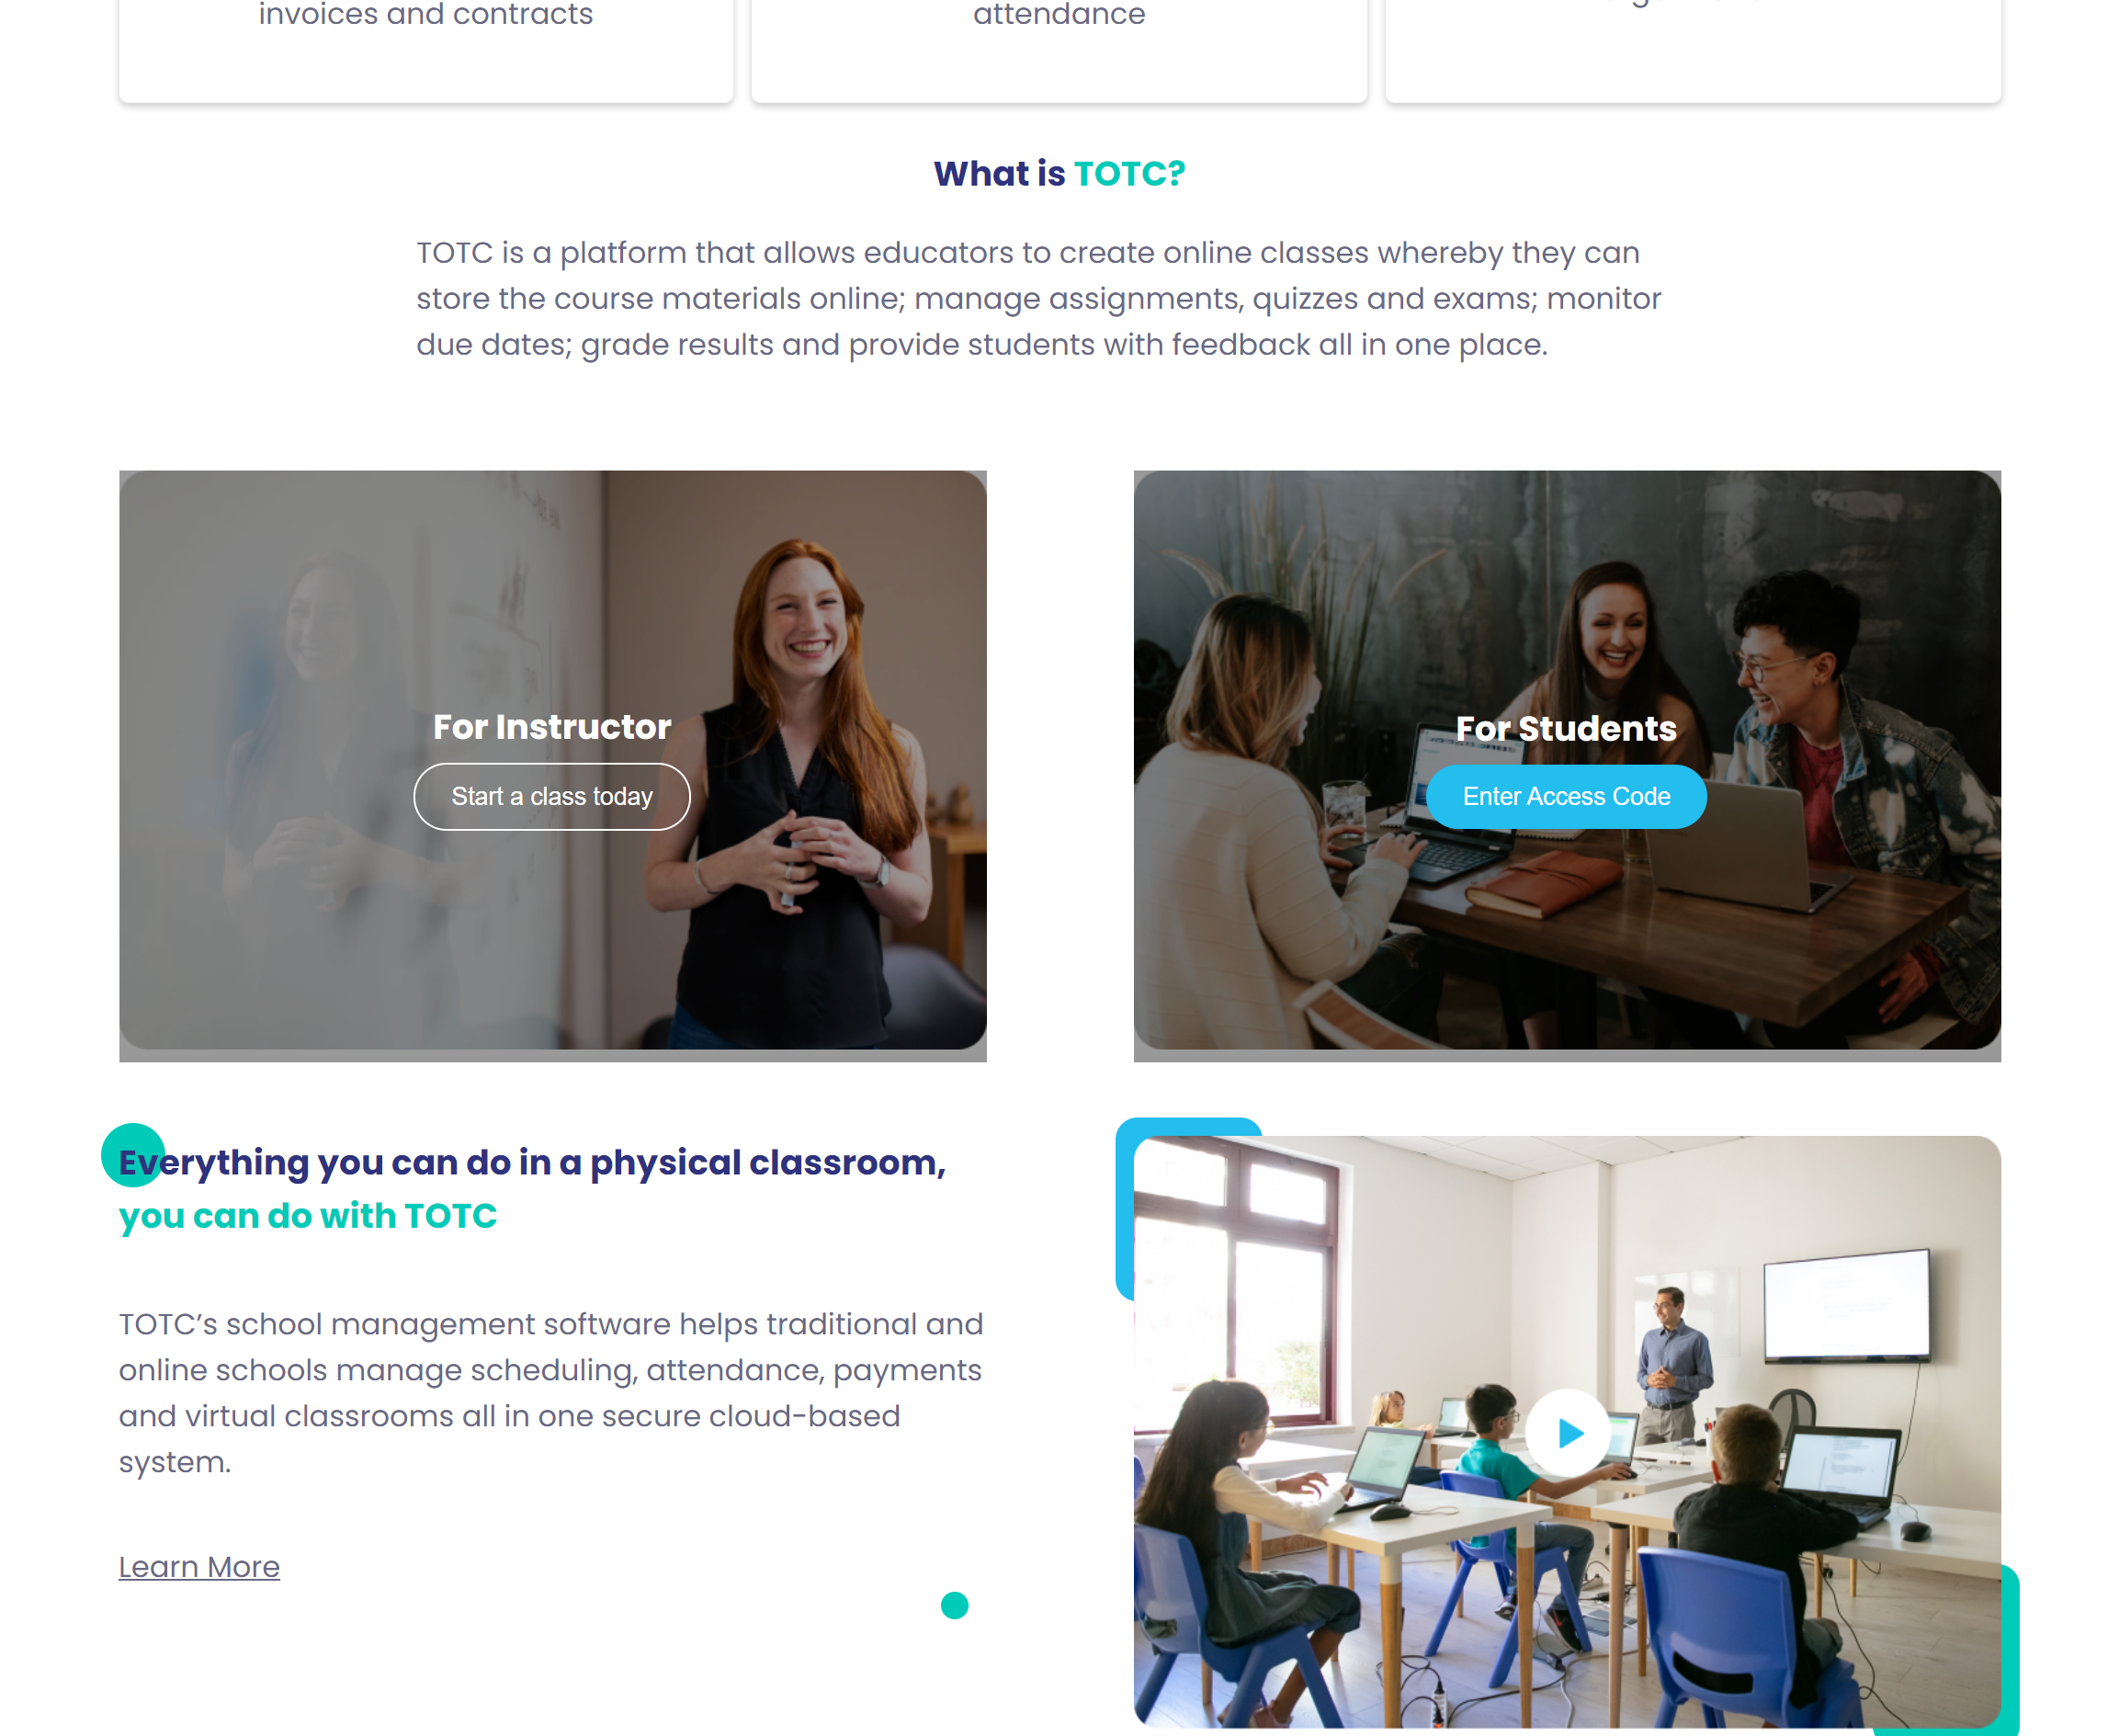 invoices and contracts
attendance
What is TOTC?
TOTC is a platform that allows educators to create online classes whereby they can
store the course materials online; manage assignments, quizzes and exams; monitor
due dates; grade results and provide students with feedback all in one place.
For Instructor
Start a class today
For Students
Enter Access Code
Everything you can do in a physical classroom,
you can do with TOTC
TOTC’s school management software helps traditional and
online schools manage scheduling, attendance, payments
and virtual classrooms all in one secure cloud-based
system.
Learn More